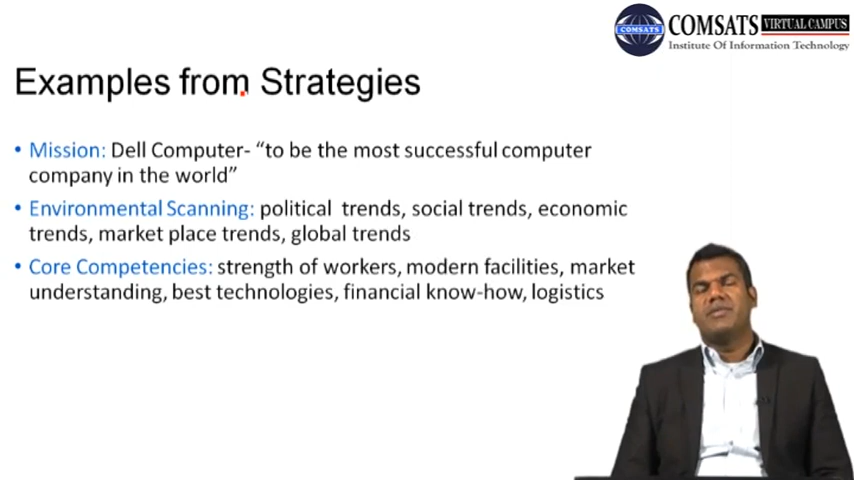 COMSATS VIRTUAL CAMPUS
COMSATS
Institute Of Information Technology
Examples from Strategies
• Mission: Dell Computer- “to be the most successful computer
company in the world”
• Environmental Scanning: political trends, social trends, economic
trends, market place trends, global trends
• Core Competencies: strength of workers, modern facilities, market
understanding, best technologies, financial know-how, logistics